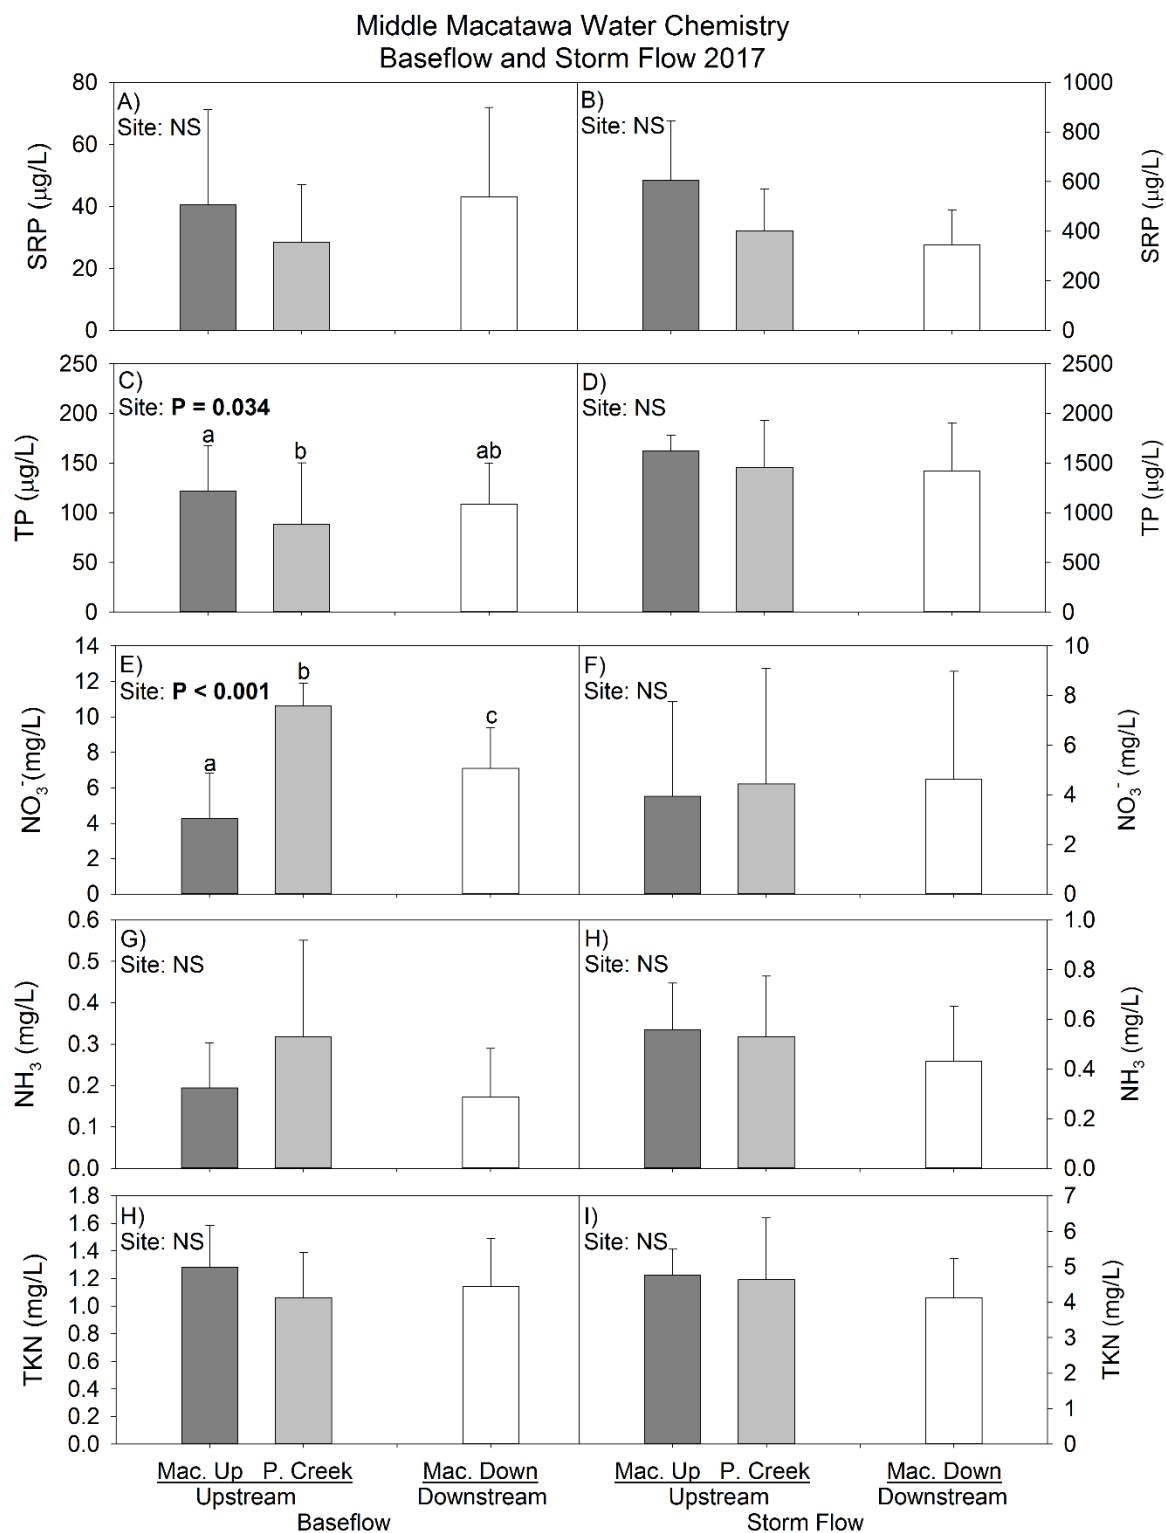 Middle Macatawa Water Chemistry
Baseflow and Storm Flow 2017
80
60
40
20
0
SRP (µg/L)
A)
Site: NS
B)
Site: NS
1000
800
600
400
200
0
SRP (µg/L)
250
200
150
100
50
0
TP (µg/L)
C)
Site: P = 0.034
a
b
ab
D)
Site: NS
2500
2000
1500
1000
500
0
TP (µg/L)
14
12
10
8
6
4
2
0
NO₃⁻(mg/L)
E)
Site: P < 0.001
a
b
c
F)
Site: NS
10
8
6
4
2
0
NO₃⁻ (mg/L)
0.6
0.5
0.4
0.3
0.2
0.1
0.0
NH₃ (mg/L)
G)
Site: NS
H)
Site: NS
1.0
0.8
0.6
0.4
0.2
0.0
NH₃ (mg/L)
1.8
1.6
1.4
1.2
1.0
0.8
0.6
0.4
0.2
0.0
TKN (mg/L)
H)
Site: NS
I)
Site: NS
7
6
5
4
3
2
1
0
TKN (mg/L)
Mac. Up P. Creek Mac. Down Mac. Up P. Creek Mac. Down
Upstream Downstream Upstream Downstream
Baseflow Storm Flow